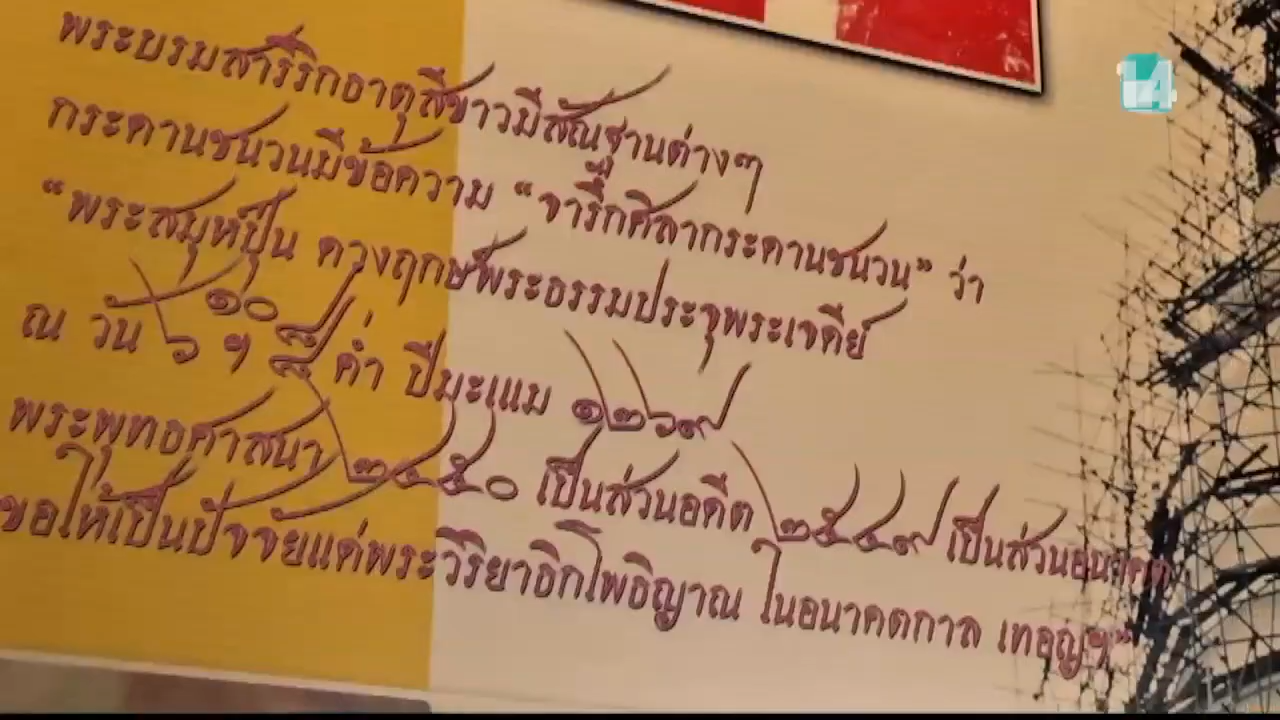 พระบรมสารีริกธาตุสีขาวมีสัณฐานต่างๆ
กระดานชนวนมีข้อความ “จารึกศิลากระดานชนวน” ว่า
“พระสมุห์ปุ่น ดวงฤกษ์พระธรรมประจุพระเจดีย์
ณ วัน ๖ ฯ ๑๐ ๘ ๘ ค่ำ ปีมะแม ๑๒๖๙
พระพุทธศาสนา ๒๔๕๐ เป็นส่วนอดีต ๒๕๔๙ เป็นส่วนอนาคต
ขอให้เป็นปัจจัยแด่พระวิริยาธิกโพธิญาณ ในอนาคตกาล เทอญฯ”
14